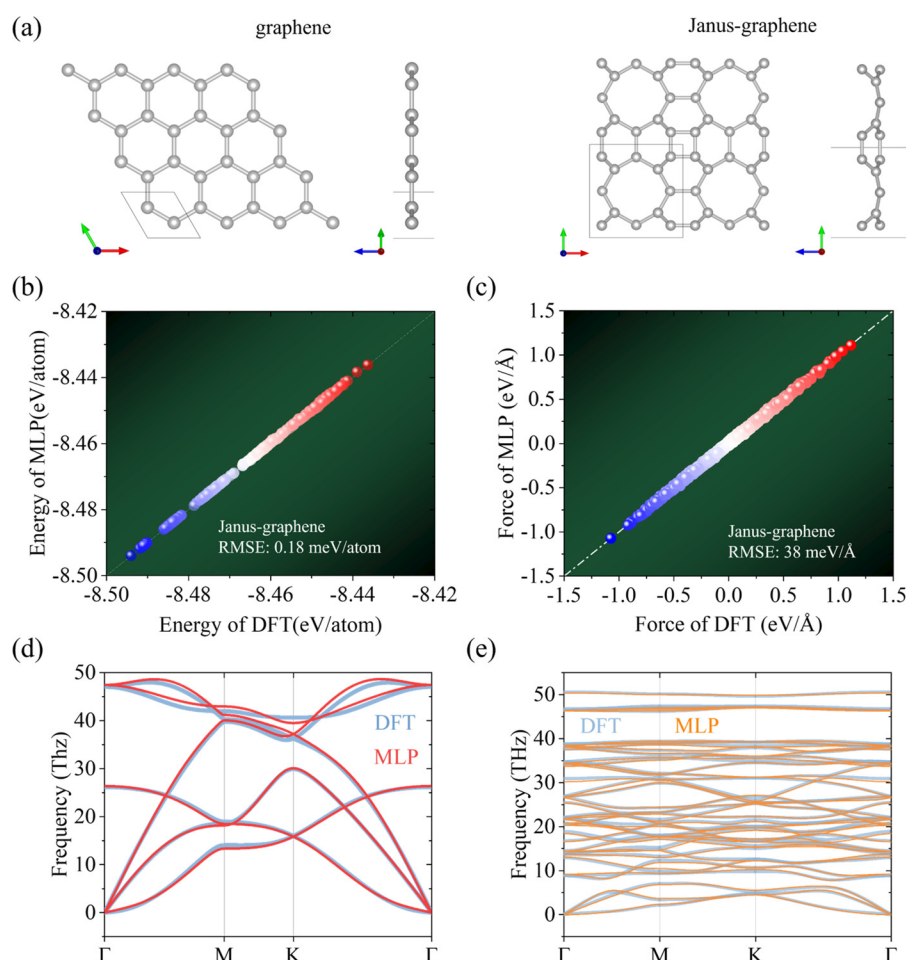 (a)
graphene
Janus-graphene
(b)
-8.42
-8.44
-8.46
-8.48
-8.50
Energy of MLP(eV/atom)
Janus-graphene
RMSE: 0.18 meV/atom
-8.50 -8.48 -8.46 -8.44 -8.42
Energy of DFT(eV/atom)
(c)
1.5
1.0
0.5
0.0
-0.5
-1.0
-1.5
Force of MLP (eV/Å)
Janus-graphene
RMSE: 38 meV/Å
-1.5 -1.0 -0.5 0.0 0.5 1.0 1.5
Force of DFT (eV/Å)
(d)
50
40
30
20
10
0
Frequency (Thz)
DFT
MLP
Γ M K Γ
(e)
50
40
30
20
10
0
Frequency (THz)
DFT MLP
Γ M K Γ